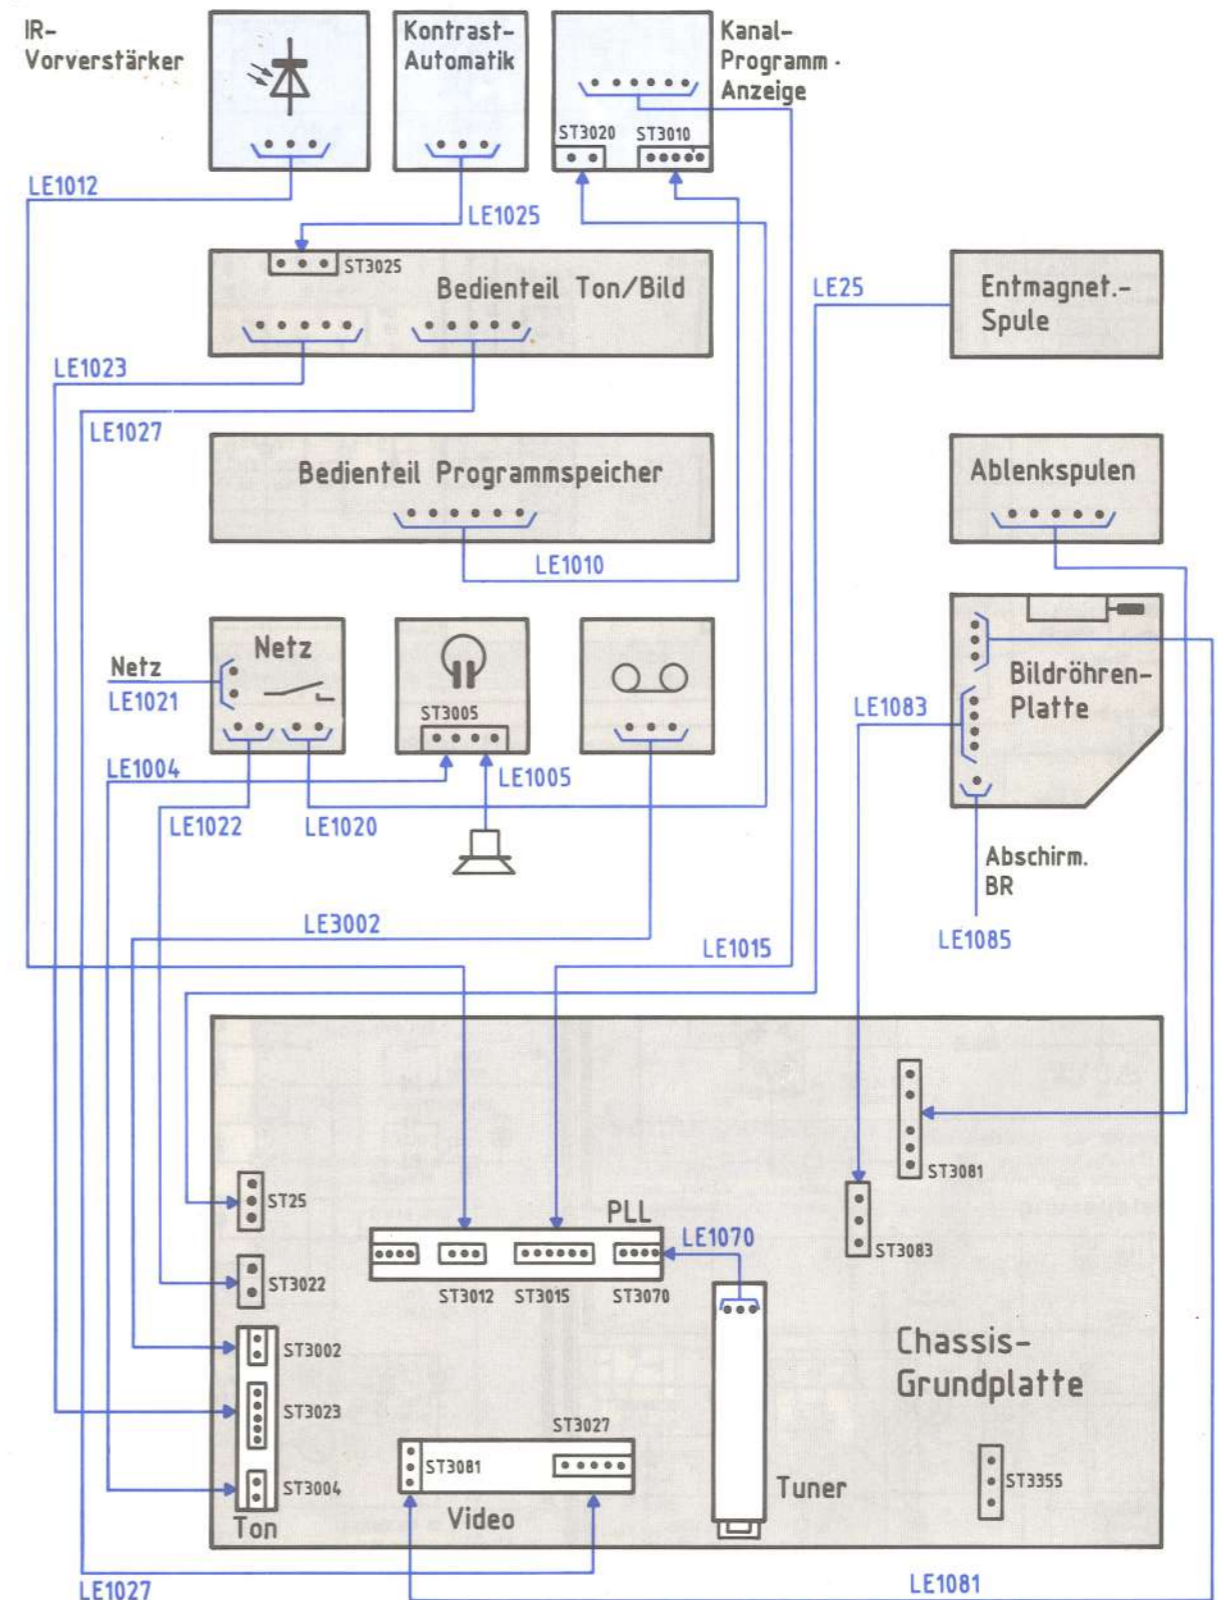 IR-
Vorverstärker
Kontrast-
Automatik
Kanal-
Programm-
Anzeige
ST3020
ST3010
LE1012
LE1025
ST3025
Bedienteil Ton/Bild
LE25
Entmagnet.-
Spule
LE1023
LE1027
Bedienteil Programmspeicher
Ablenkspulen
LE1010
Netz
Netz
LE1021
ST3005
Bildröhren-
Platte
LE1083
LE1004
LE1005
LE1022
LE1020
Abschirm.
BR
LE3002
LE1015
LE1085
ST3081
ST25
PLL
LE1070
ST3083
ST3022
ST3012
ST3015
ST3070
ST3002
Chassis-
Grundplatte
ST3023
ST3027
ST3081
ST3004
Tuner
ST3355
Ton
Video
LE1027
LE1081